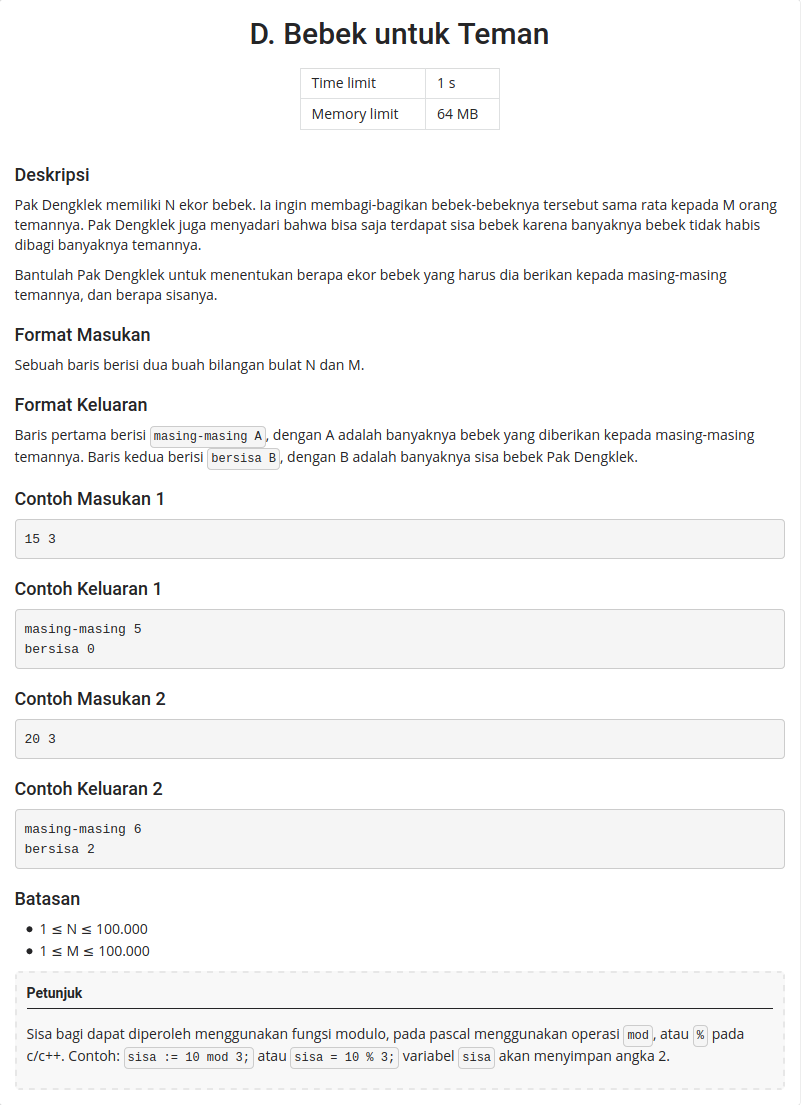 D. Bebek untuk Teman
Time limit 1 s
Memory limit 64 MB
Deskripsi
Pak Dengklek memiliki N ekor bebek. Ia ingin membagi-bagikan bebek-bebeknya tersebut sama rata kepada M orang
temannya. Pak Dengklek juga menyadari bahwa bisa saja terdapat sisa bebek karena banyaknya bebek tidak habis
dibagi banyaknya temannya.
Bantulah Pak Dengklek untuk menentukan berapa ekor bebek yang harus dia berikan kepada masing-masing
temannya, dan berapa sisanya.
Format Masukan
Sebuah baris berisi dua buah bilangan bulat N dan M.
Format Keluaran
Baris pertama berisi masing-masing A, dengan A adalah banyaknya bebek yang diberikan kepada masing-masing
temannya. Baris kedua berisi bersisa B, dengan B adalah banyaknya sisa bebek Pak Dengklek.
Contoh Masukan 1
15 3
Contoh Keluaran 1
masing-masing 5
bersisa 0
Contoh Masukan 2
20 3
Contoh Keluaran 2
masing-masing 6
bersisa 2
Batasan
• 1 ≤ N ≤ 100.000
• 1 ≤ M ≤ 100.000
Petunjuk
Sisa bagi dapat diperoleh menggunakan fungsi modulo, pada pascal menggunakan operasi mod, atau % pada
c/c++. Contoh: sisa := 10 mod 3; atau sisa = 10 % 3; variabel sisa akan menyimpan angka 2.